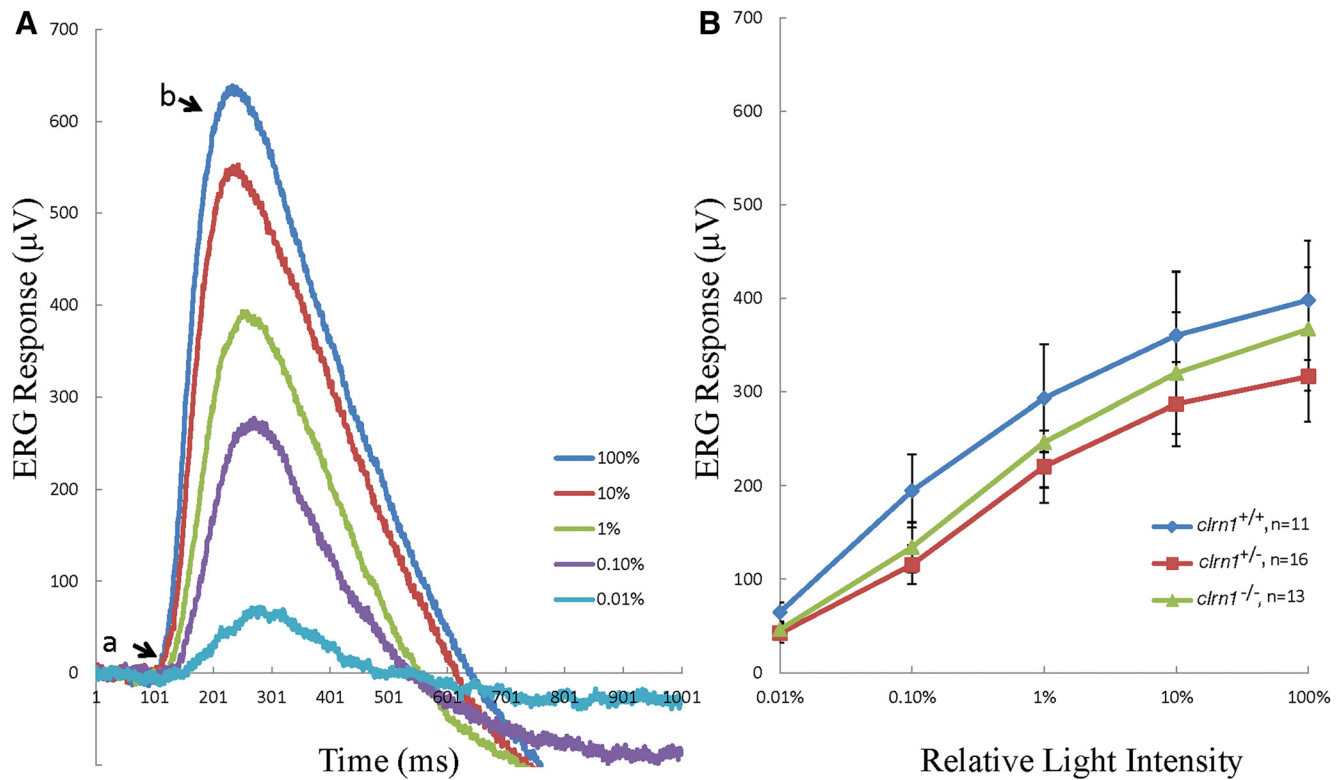 A
700
600
500
400
300
200
100
0
ERG Response (µV)
b
a
100%
10%
1%
0.10%
0.01%
1 101 201 301 401 501 601 701 801 901 1001
Time (ms)
B
700
600
500
400
300
200
100
0
ERG Response (µV)
clrn1+/+, n=11
clrn1+/-, n=16
clrn1-/-, n=13
0.01% 0.10% 1% 10% 100%
Relative Light Intensity